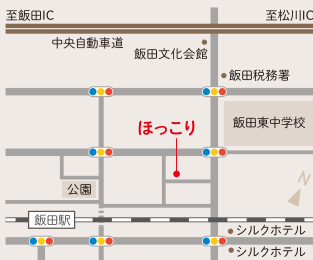 至飯田IC
至松川IC
中央自動車道
飯田文化会館
飯田税務署
ほっこり
飯田東中学校
公園
N
飯田駅
シルクホテル
シルクホテル